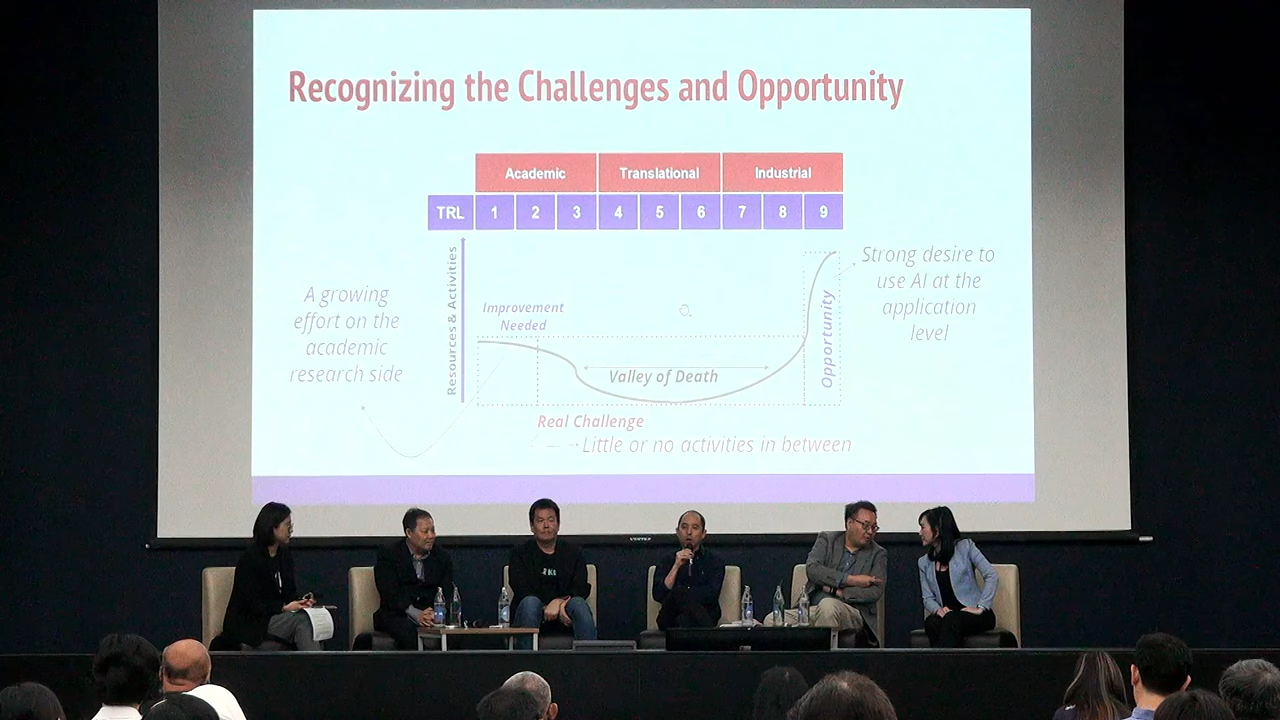 Recognizing the Challenges and Opportunity
Academic Translational Industrial
TRL 1 2 3 4 5 6 7 8 9
Resources & Activities
A growing
effort on the
academic
research side
Improvement
Needed
Valley of Death
Opportunity
Strong desire to
use AI at the
application
level
Real Challenge
Little or no activities in between